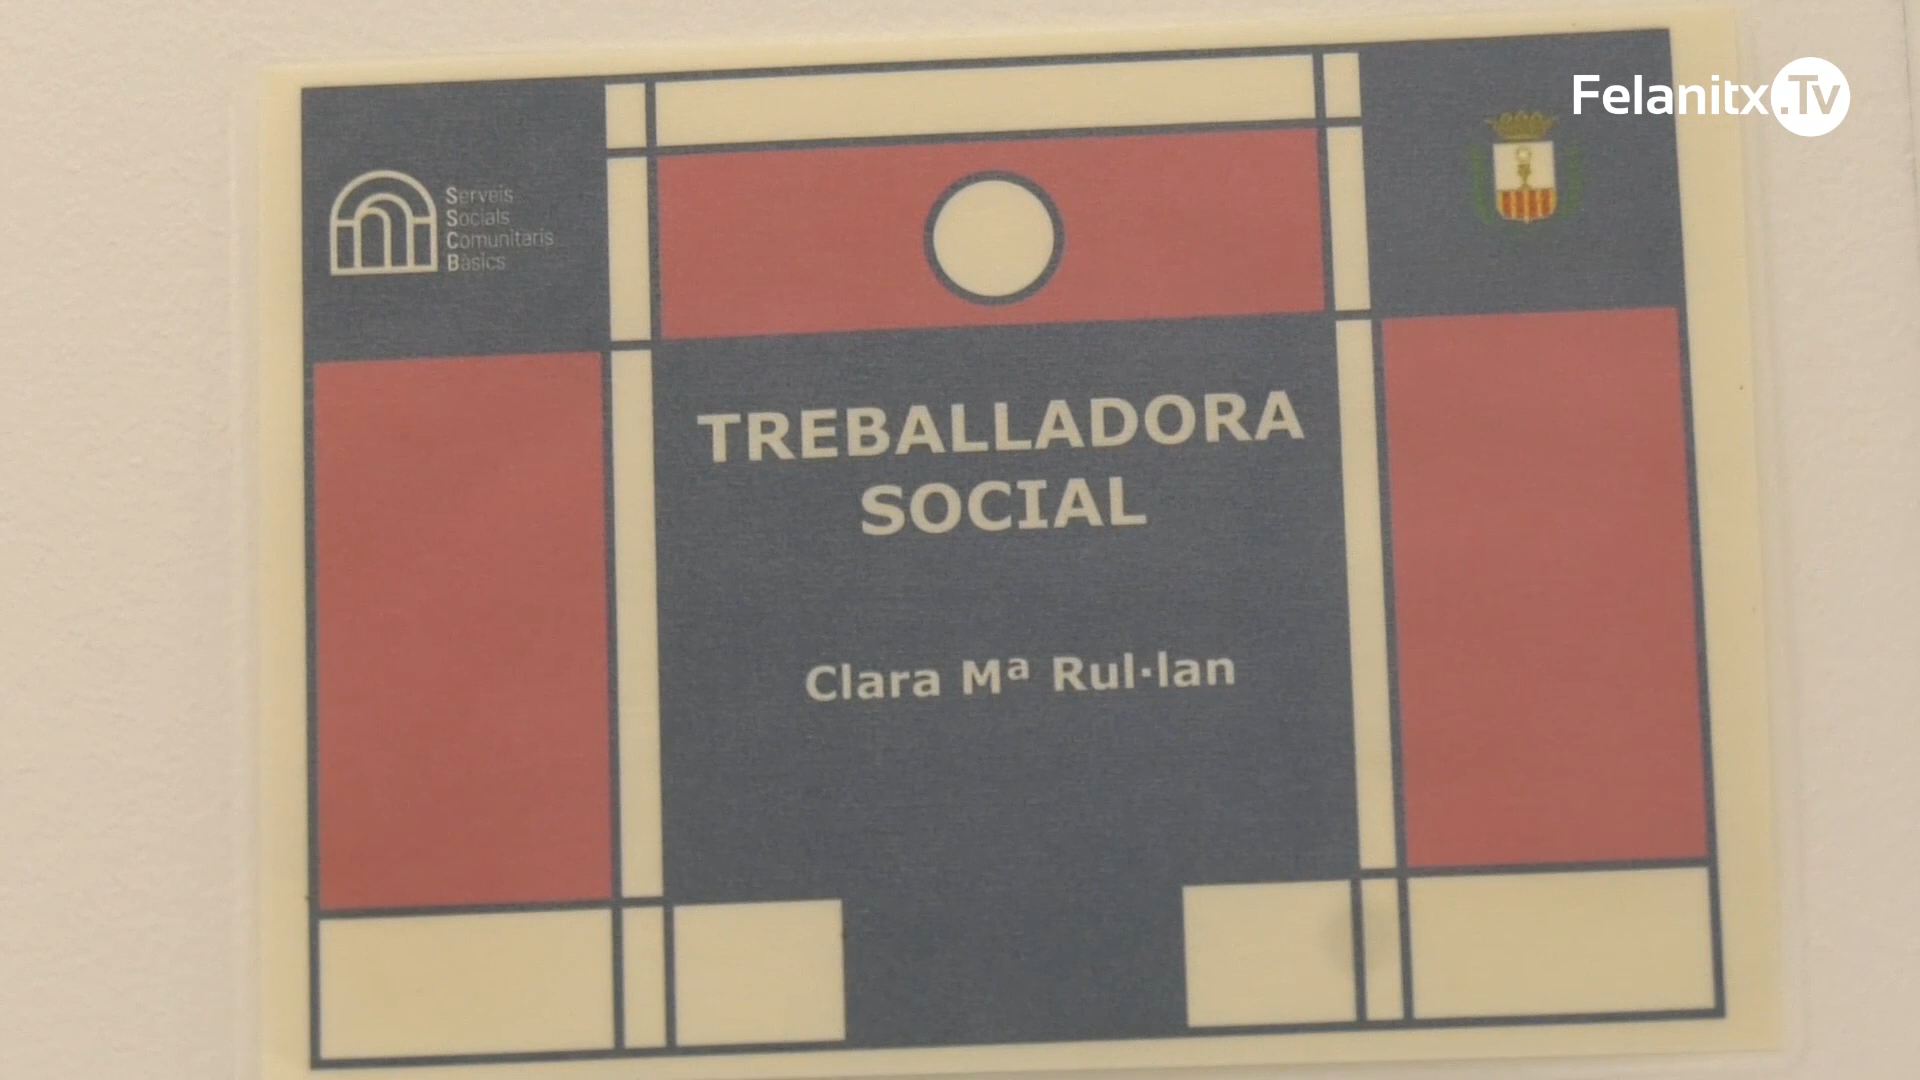 Felanitx.Tv
Serveis
Socials
Comunitaris
Bàsics
TREBALLADORA
SOCIAL
Clara Mª Rul·lan